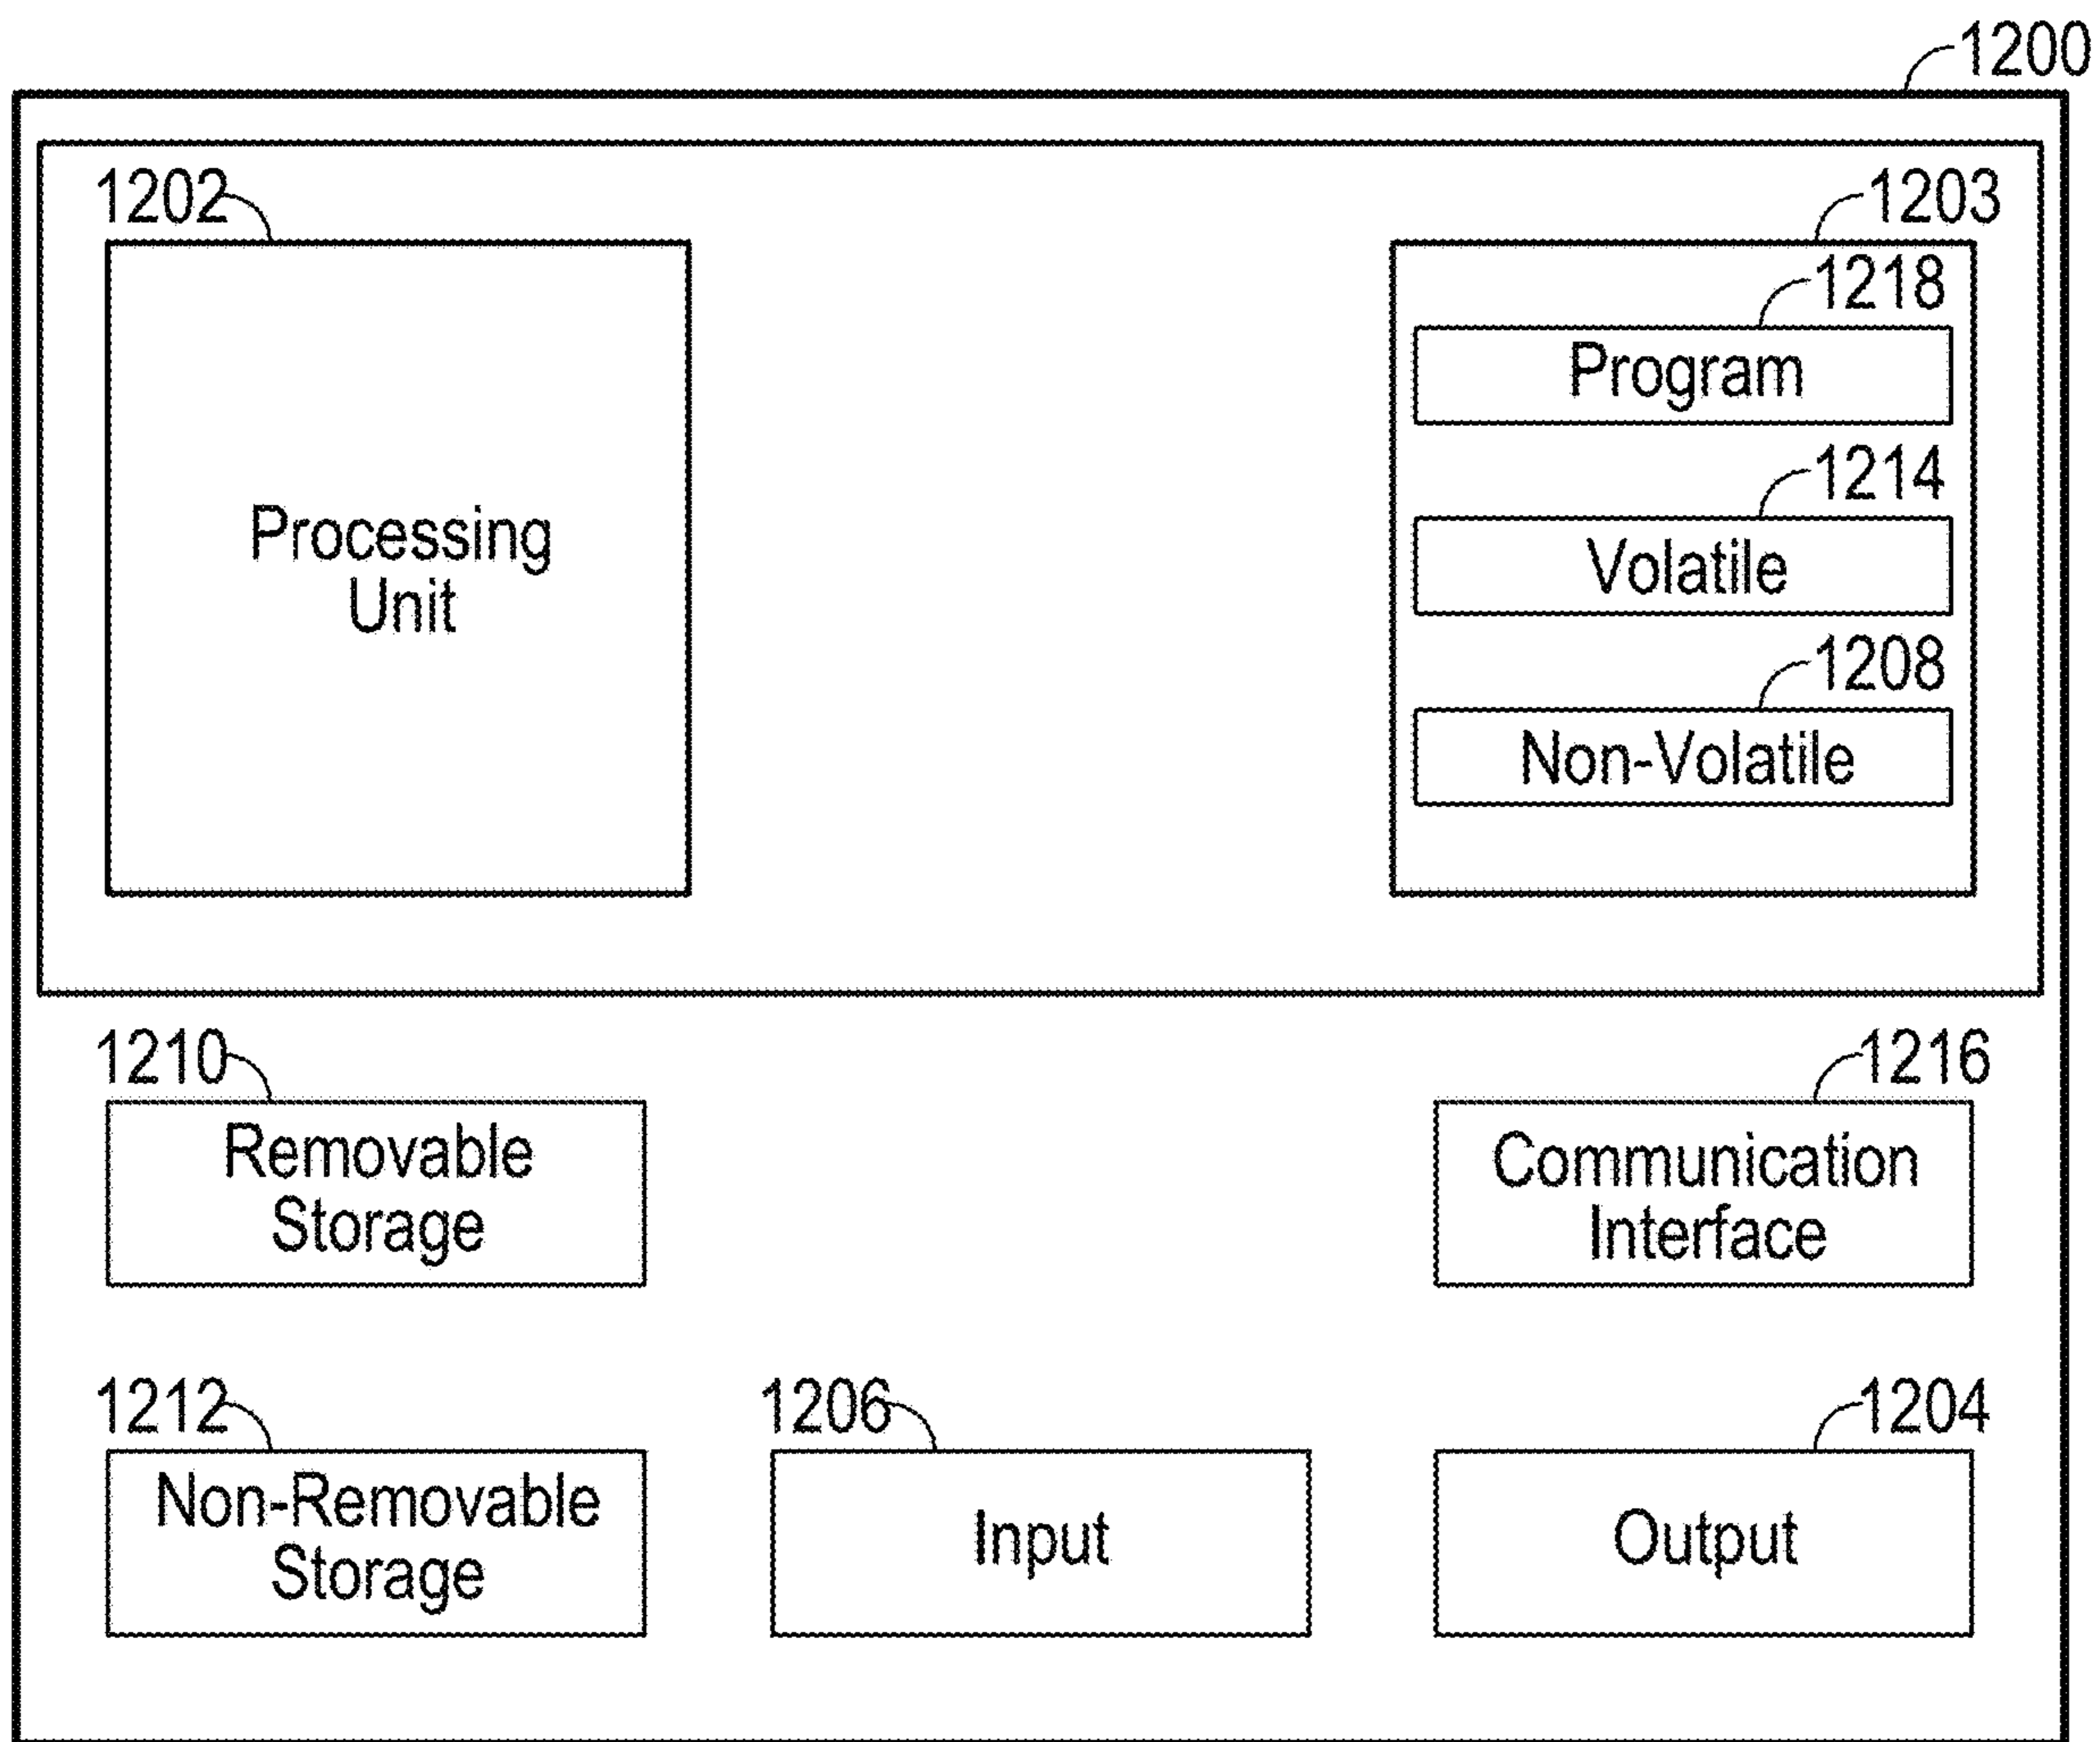 1200
1202
1203
1218
Program
1214
Volatile
1208
Non-Volatile
Processing
Unit
1210
Removable
Storage
1216
Communication
Interface
1212
Non-Removable
Storage
1206
Input
1204
Output